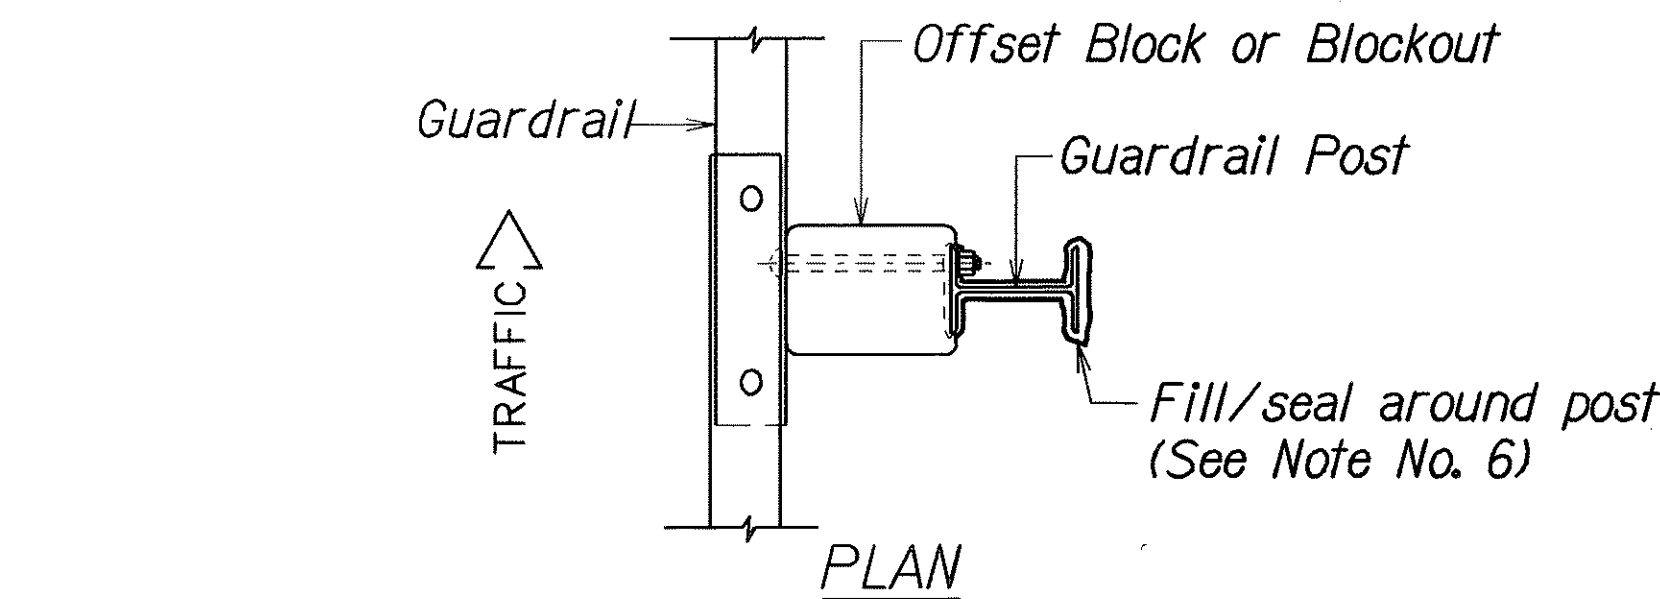 Offset Block or Blockout
Guardrail
Guardrail Post
TRAFFIC
Fill/seal around post
(See Note No. 6)
PLAN